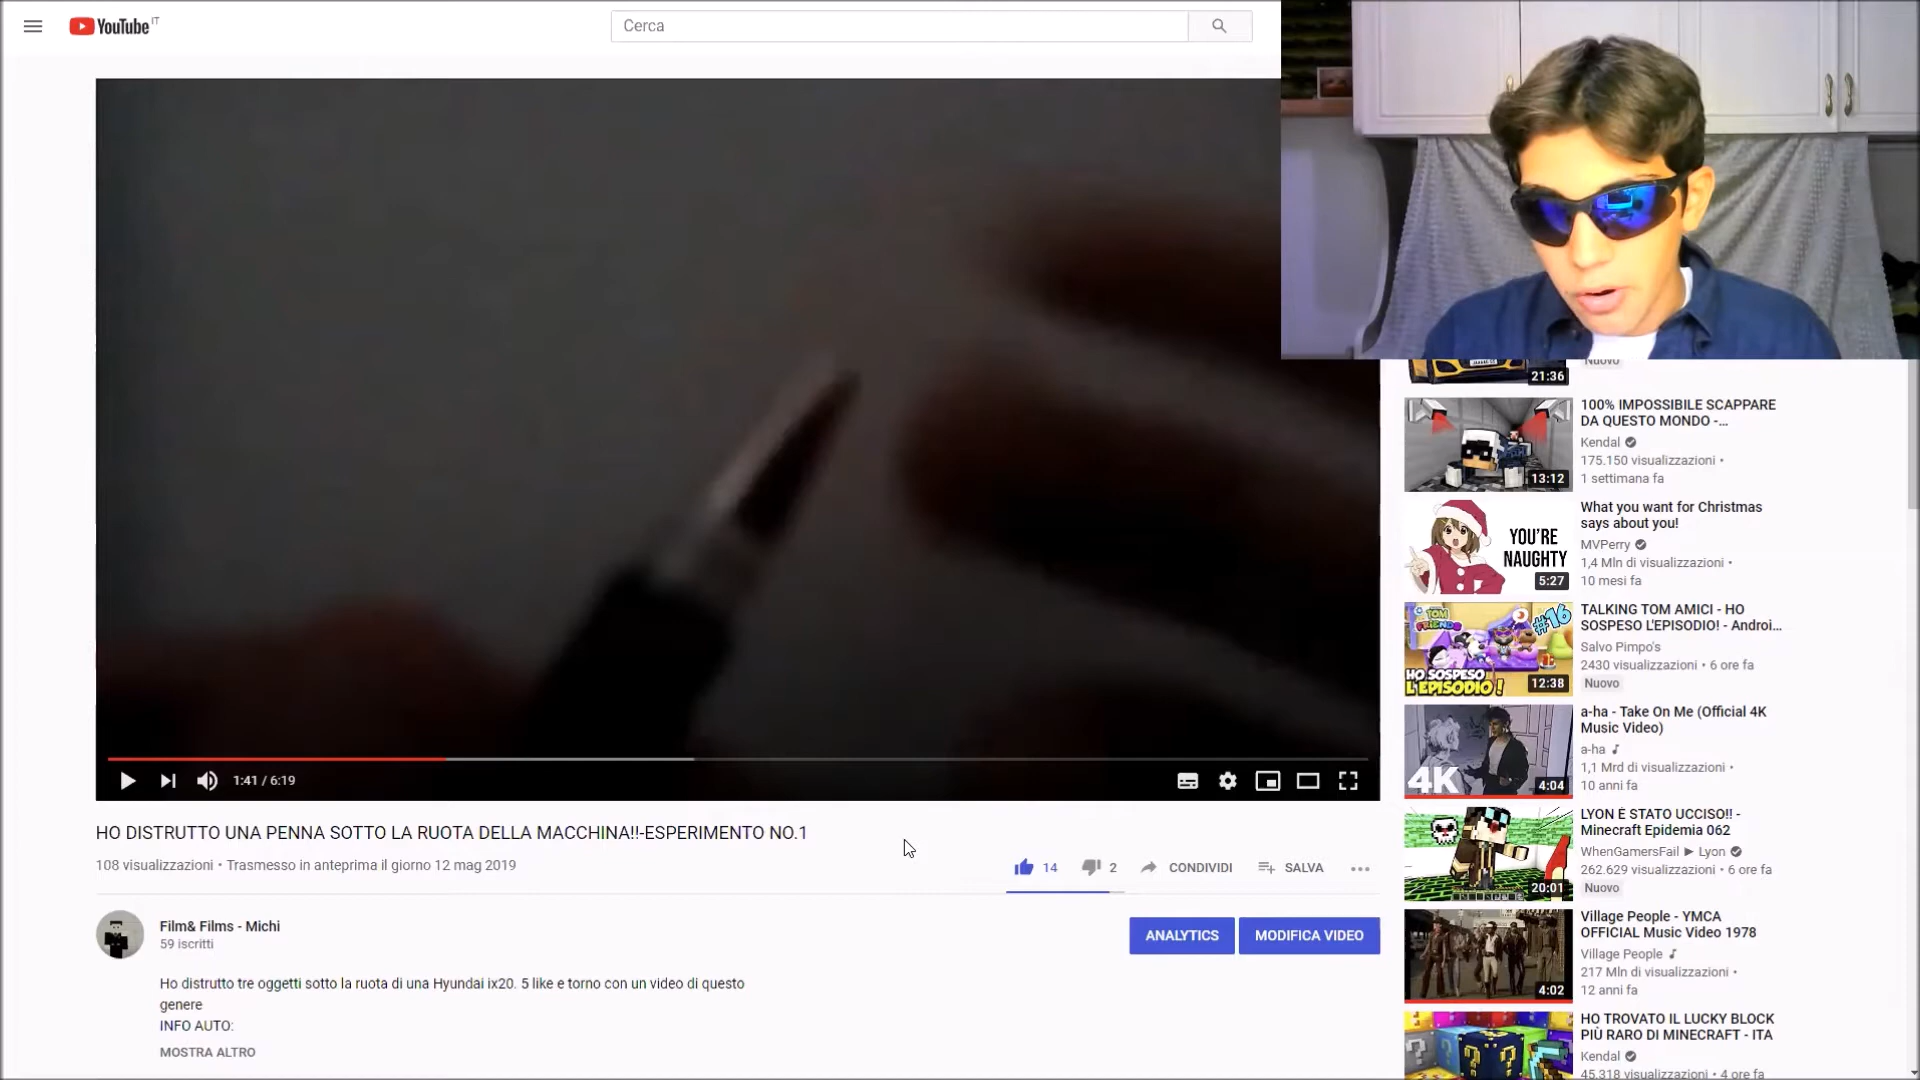 YouTube IT
Cerca
1:41 / 6:19
HO DISTRUTTO UNA PENNA SOTTO LA RUOTA DELLA MACCHINA!!-ESPERIMENTO NO.1
108 visualizzazioni • Trasmesso in anteprima il giorno 12 mag 2019
14
2
CONDIVIDI
SALVA
Film& Films - Michi
59 iscritti
ANALYTICS
MODIFICA VIDEO
Ho distrutto tre oggetti sotto la ruota di una Hyundai ix20. 5 like e torno con un video di questo
genere
INFO AUTO:
MOSTRA ALTRO
Nuovo
21:36
100% IMPOSSIBILE SCAPPARE
DA QUESTO MONDO -...
Kendal
175.150 visualizzazioni •
1 settimana fa
13:12
What you want for Christmas
says about you!
MVPerry
1,4 Mln di visualizzazioni •
10 mesi fa
YOU'RE
NAUGHTY
5:27
TALKING TOM AMICI - HO
SOSPESO L'EPISODIO! - Androi...
Salvo Pimpo's
2430 visualizzazioni • 6 ore fa
Nuovo
TOM
FRIENDS
#16
HO SOSPESO
L'EPISODIO!
12:38
a-ha - Take On Me (Official 4K
Music Video)
a-ha
1,1 Mrd di visualizzazioni •
10 anni fa
4K
4:04
LYON È STATO UCCISO!! -
Minecraft Epidemia 062
WhenGamersFail ► Lyon
262.629 visualizzazioni • 6 ore fa
Nuovo
20:01
Village People - YMCA
OFFICIAL Music Video 1978
Village People
217 Mln di visualizzazioni •
12 anni fa
4:02
HO TROVATO IL LUCKY BLOCK
PIÙ RARO DI MINECRAFT - ITA
Kendal
45.318 visualizzazioni • 4 ore fa